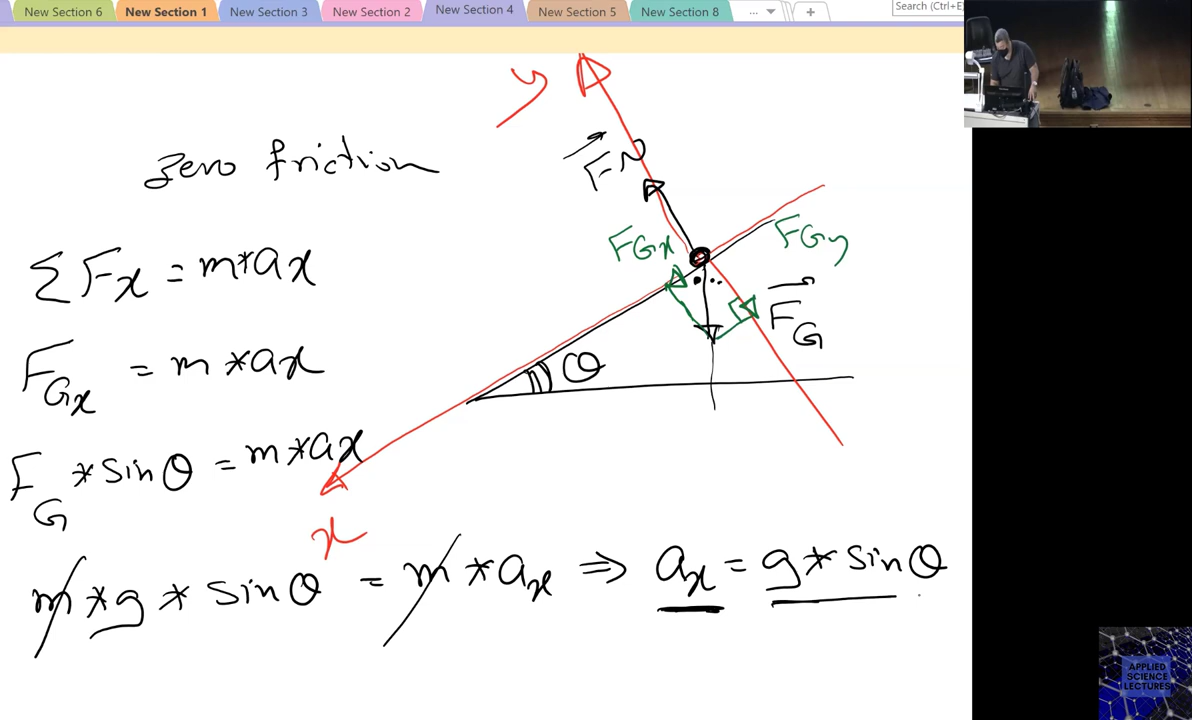 New Section 6
New Section 1
New Section 3
New Section 2
New Section 4
New Section 5
New Section 8
...
+
Search (Ctrl+E)
y
zero friction
FN
FGx
FGy
ΣFx = m*ax
FG
FGx = m*ax
θ
FG * sinθ = m*ax
x
m*g * sinθ = m * ax ⇒ ax = g* sinθ
APPLIED
SCIENCE
LECTURES